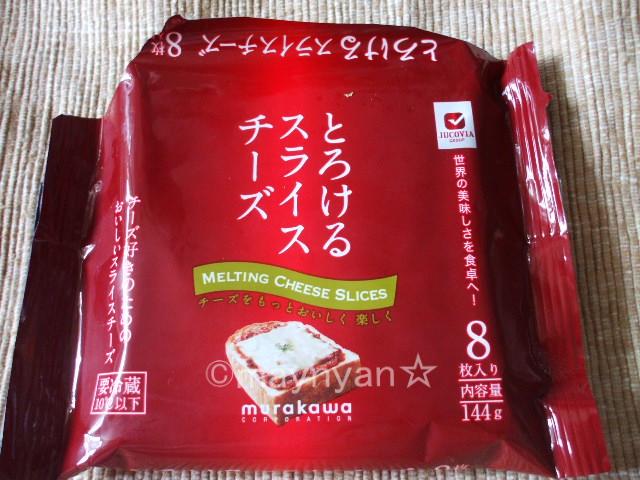 とろけるスライスチーズ 8枚
JUCOVIA
GROUP
世界の美味しさを食卓へ！
とろける
スライス
チーズ
MELTING CHEESE SLICES
チーズをもっとおいしく 楽しく
チーズ好きのための
おいしいスライスチーズ
要冷蔵
10℃以下
8
枚入り
内容量
144g
©maynyan☆
murakawa
CORPORATION